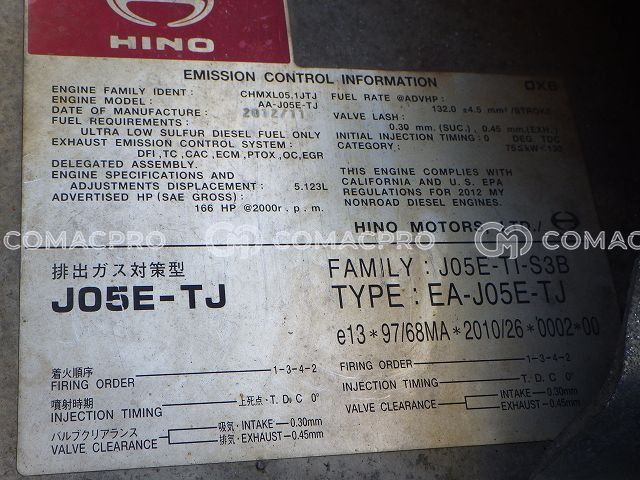 HINO
EMISSION CONTROL INFORMATION
ENGINE FAMILY IDENT: CHMXL05.1JTJ
ENGINE MODEL: AA-J05E-TJ
DATE OF MANUFACTURE: 2012/11
FUEL REQUIREMENTS:
ULTRA LOW SULFUR DIESEL FUEL ONLY
EXHAUST EMISSION CONTROL SYSTEM:
DFI,TC,CAC,ECM,PTOX,OC,EGR
DELEGATED ASSEMBLY:
ENGINE SPECIFICATIONS AND
ADJUSTMENTS DISPLACEMENT: 5.123L
ADVERTISED HP (SAE GROSS):
166 HP @2000r.p.m.
FUEL RATE @ADVHP:
132.0 ±4.5 mm³/STROKE
VALVE LASH:
0.30 mm (SUC.), 0.45 mm.(EXH.)
INITIAL INJECTION TIMING: 0 DEG. TDC
CATEGORY: 75≤kW<130
THIS ENGINE COMPLIES WITH
CALIFORNIA AND U.S. EPA
REGULATIONS FOR 2012 MY
NONROAD DIESEL ENGINES.
HINO MOTORS, LTD./
COMACPRO COMACPRO COMACPRO
排出ガス対策型
J05E-TJ
着火順序
FIRING ORDER 1-3-4-2
噴射時期
INJECTION TIMING 上死点・T.D.C 0°
バルブクリアランス
VALVE CLEARANCE
吸気・INTAKE-0.30mm
排気・EXHAUST-0.45mm
FAMILY: J05E-TI-S3B
TYPE: EA-J05E-TJ
e13*97/68MA*2010/26*0002*00
FIRING ORDER 1-3-4-2
INJECTION TIMING T.D.C 0°
VALVE CLEARANCE
INTAKE-0.30mm
EXHAUST-0.45mm